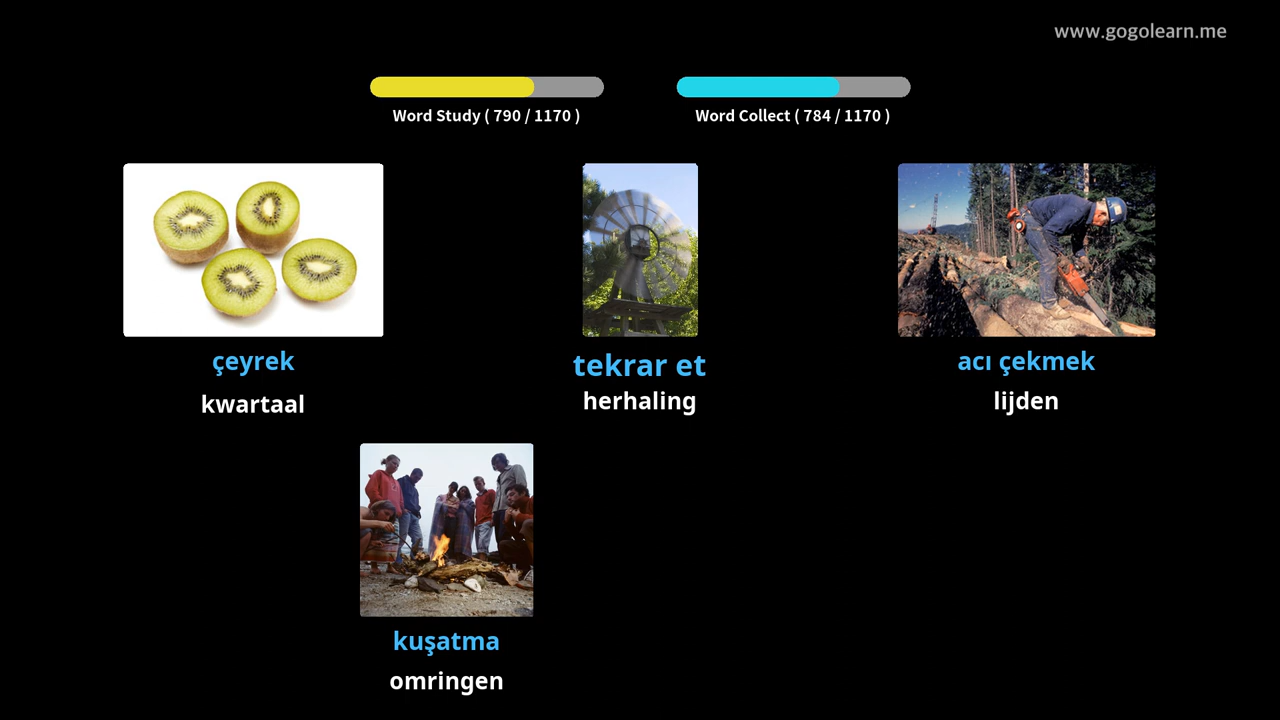 www.gogolearn.me
Word Study ( 790 / 1170 )
Word Collect ( 784 / 1170 )
çeyrek
kwartaal
tekrar et
herhaling
acı çekmek
lijden
kuşatma
omringen